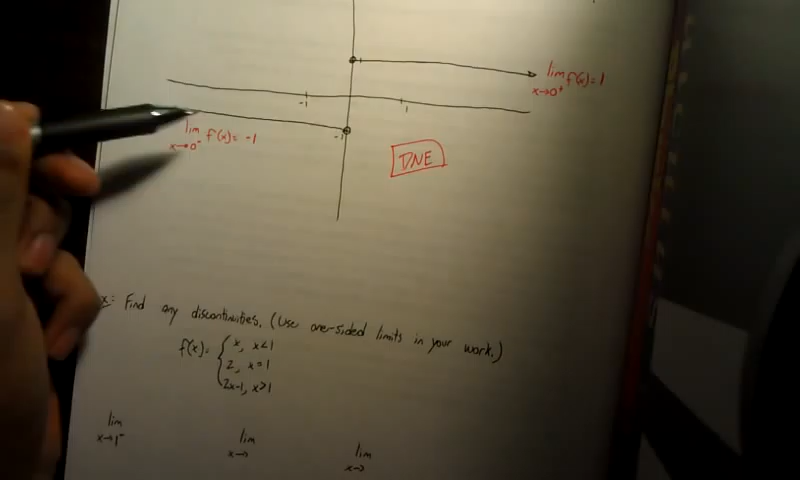 lim f(x)=1
x→0⁺
-1
1
lim f(x)= -1
x→0⁻
-1
DNE
x: Find any discontinuities. (Use one-sided limits in your work.)
f(x)= { x, x<1
2, x=1
2x-1, x>1
lim
x→1⁻
lim
x→
lim
x→